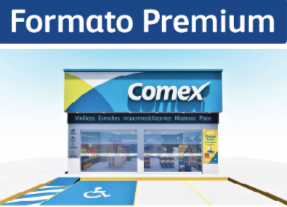 Formato Premium
Comex
Vinílicas Esmaltes Impermeabilizantes Maderas Pisos